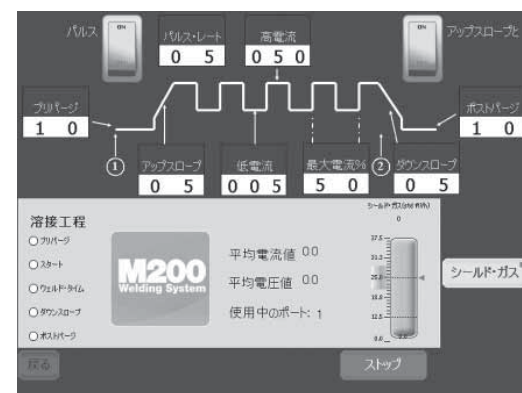 パルス
ON
パルス・レート
0 5
高電流
0 5 0
ON
アップスロープと
プリパージ
1 0
ポストパージ
1 0
①
②
アップスロープ
0 5
低電流
0 0 5
最大電流%
5 0
ダウンスロープ
0 5
溶接工程
プリパージ
スタート
ウェルド・タイム
ダウンスロープ
ポストパージ
M200
Welding System
平均電流値 0.0
平均電圧値 0.0
使用中のポート: 1
0
37.5
25.0
12.5
0.0
0.0
シールド・ガス
戻る
ストップ